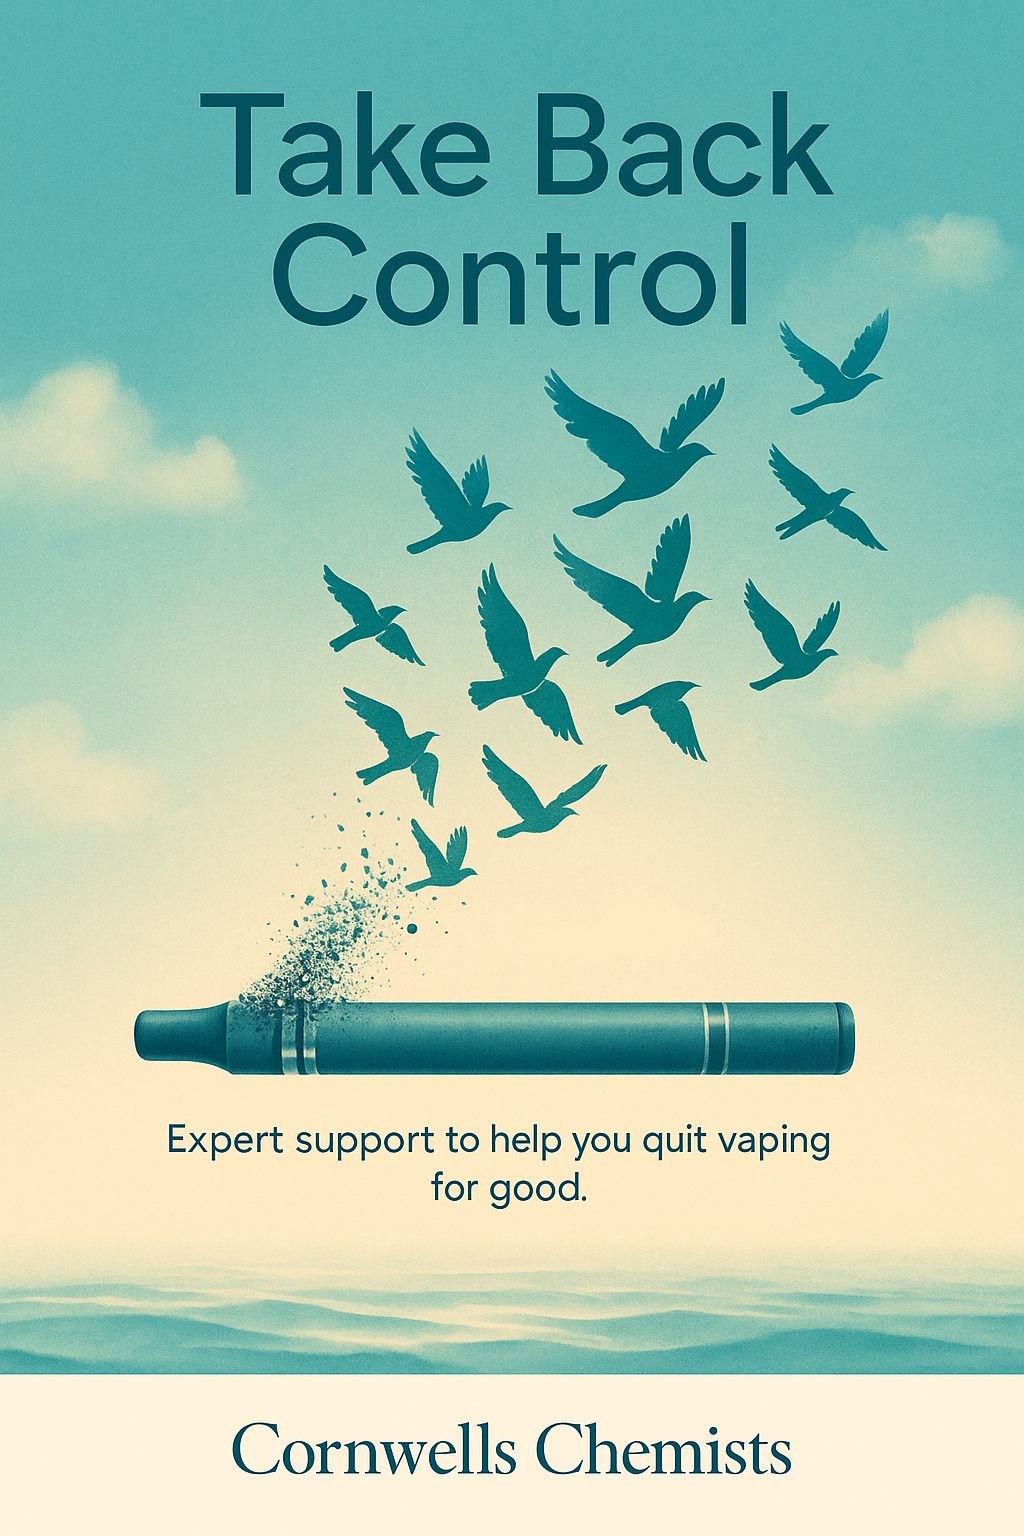 Take Back
Control
Expert support to help you quit vaping
for good.
Cornwells Chemists